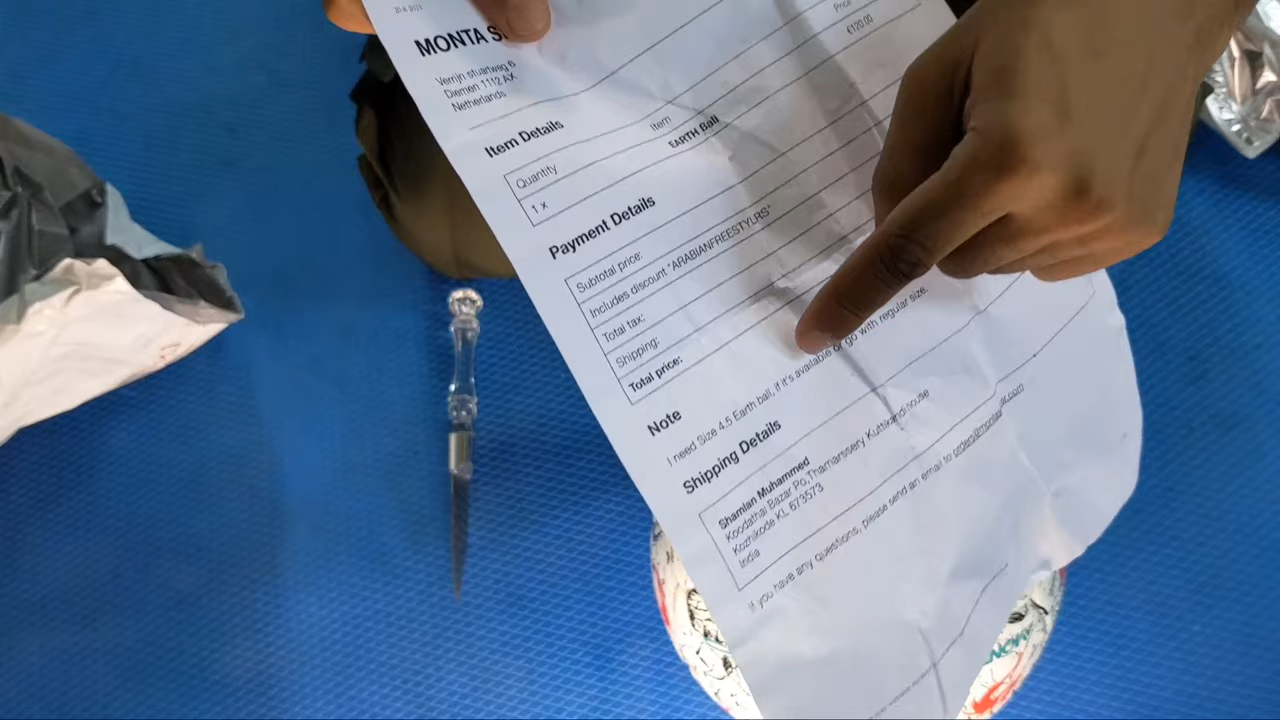 MONTA
Verrijn stuartweg 6
Diemen 1112 AX
Netherlands
Price
€120.00
Item Details
Quantity
Item
1 x
EARTH Ball
Payment Details
Subtotal price:
Includes discount "ARABIANFREESTYLRS"
Total tax:
Shipping:
Total price:
Note
I need Size 4,5 Earth ball, if it's available or go with regular size.
Shipping Details
Shamlan Muhammed
Koodathai Bazar Po,Thamarssery Kuttikandi house
Kozhikode KL 673573
India
If you have any questions, please send an email to